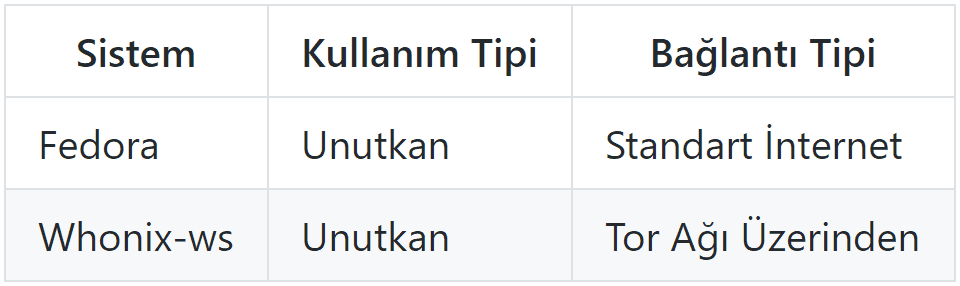 Sistem Kullanım Tipi Bağlantı Tipi
Fedora Unutkan Standart İnternet
Whonix-ws Unutkan Tor Ağı Üzerinden